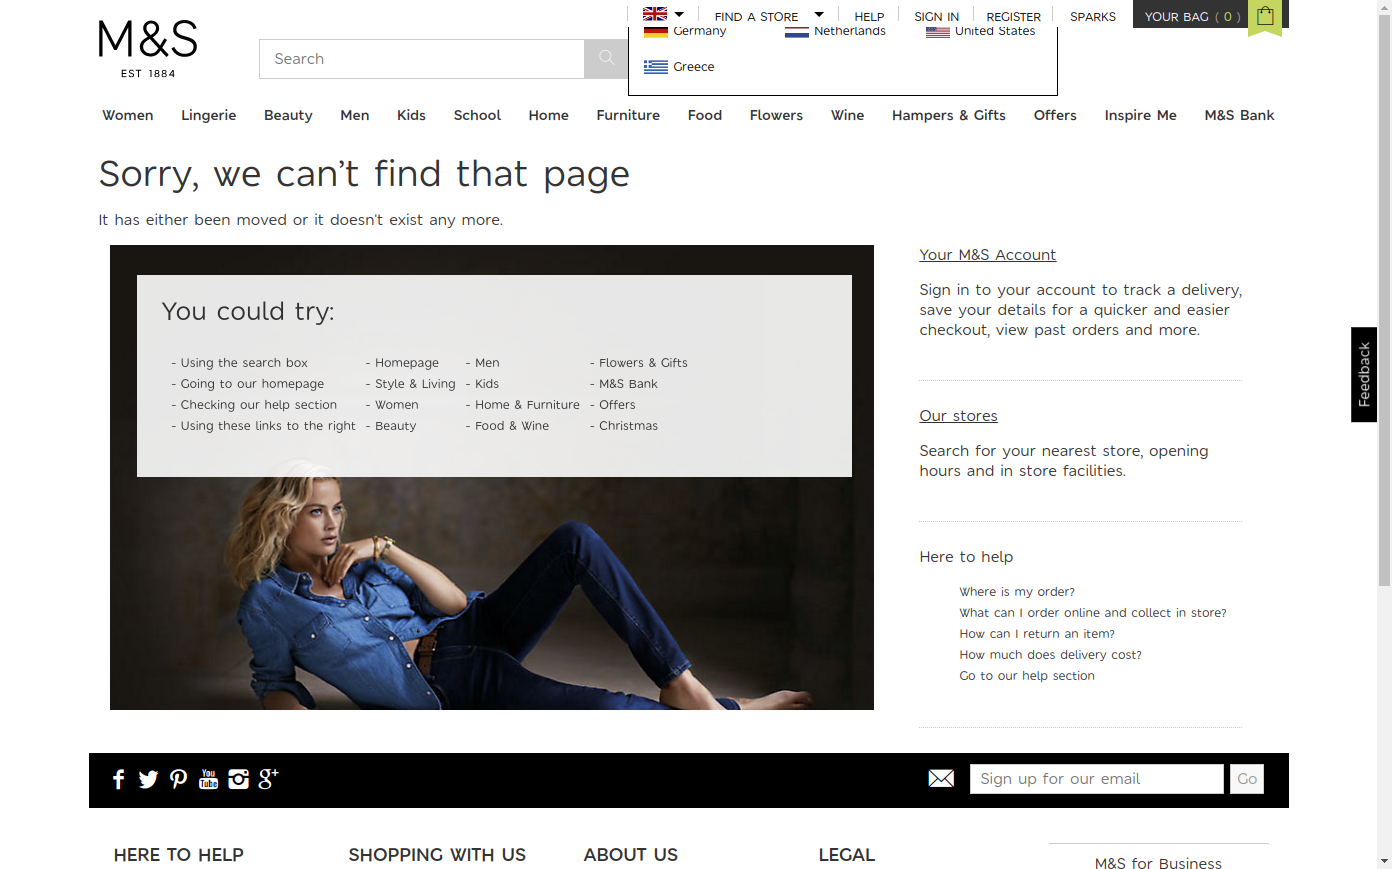 FIND A STORE
HELP
SIGN IN
REGISTER
SPARKS
YOUR BAG ( 0 )
M&S
EST 1884
Search
Germany
Netherlands
United States
Greece
Women Lingerie Beauty Men Kids School Home Furniture Food Flowers Wine Hampers & Gifts Offers Inspire Me M&S Bank
Sorry, we can't find that page
It has either been moved or it doesn't exist any more.
You could try:
- Using the search box
- Going to our homepage
- Checking our help section
- Using these links to the right
- Homepage
- Style & Living
- Women
- Beauty
- Men
- Kids
- Home & Furniture
- Food & Wine
- Flowers & Gifts
- M&S Bank
- Offers
- Christmas
Your M&S Account
Sign in to your account to track a delivery,
save your details for a quicker and easier
checkout, view past orders and more.
Our stores
Search for your nearest store, opening
hours and in store facilities.
Here to help
Where is my order?
What can I order online and collect in store?
How can I return an item?
How much does delivery cost?
Go to our help section
Feedback
You
Tube
g+
Sign up for our email
Go
HERE TO HELP
SHOPPING WITH US
ABOUT US
LEGAL
M&S for Business